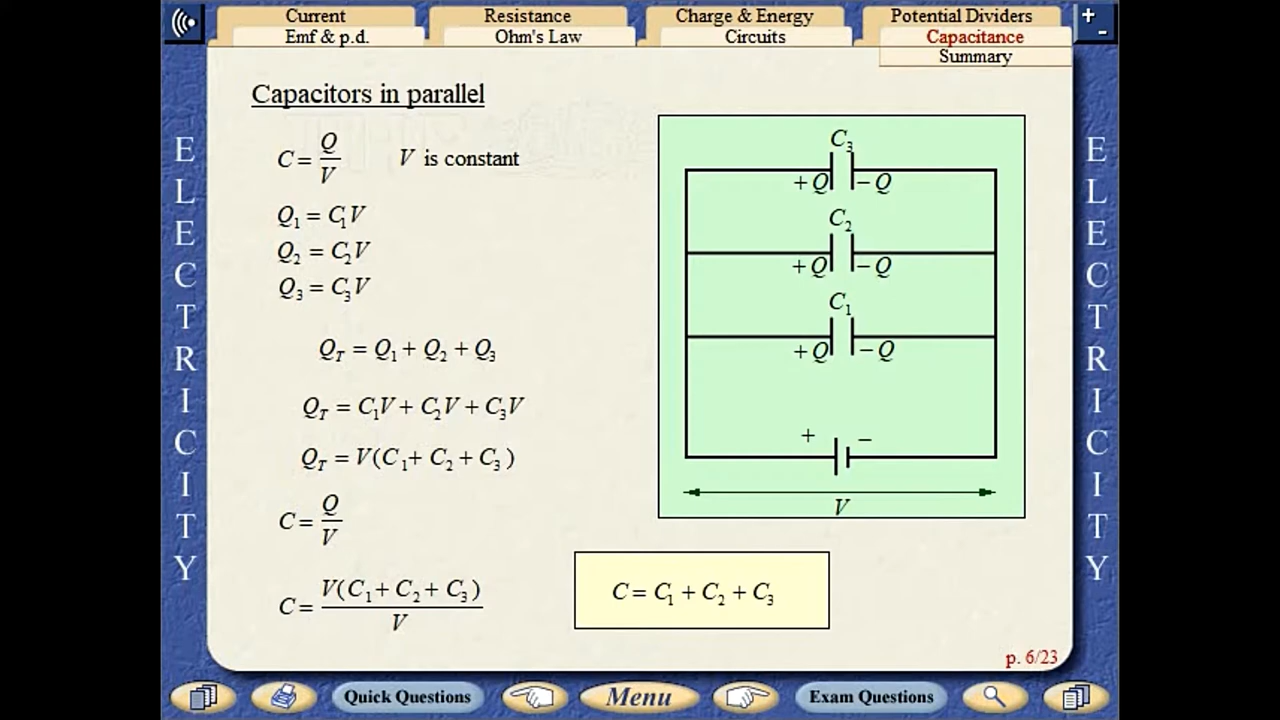 Current
Resistance
Charge & Energy
Potential Dividers
+
-
Emf & p.d.
Ohm's Law
Circuits
Capacitance
Summary
ELECTRICITY
Capacitors in parallel
C = Q/V    V is constant
Q₁ = C₁V
Q₂ = C₂V
Q₃ = C₃V
Q_T = Q₁ + Q₂ + Q₃
Q_T = C₁V + C₂V + C₃V
Q_T = V(C₁ + C₂ + C₃)
C = Q/V
C = V(C₁ + C₂ + C₃)/V
C₃
+Q −Q
C₂
+Q −Q
C₁
+Q −Q
+ −
V
C = C₁ + C₂ + C₃
p. 6/23
ELECTRICITY
Quick Questions
Menu
Exam Questions